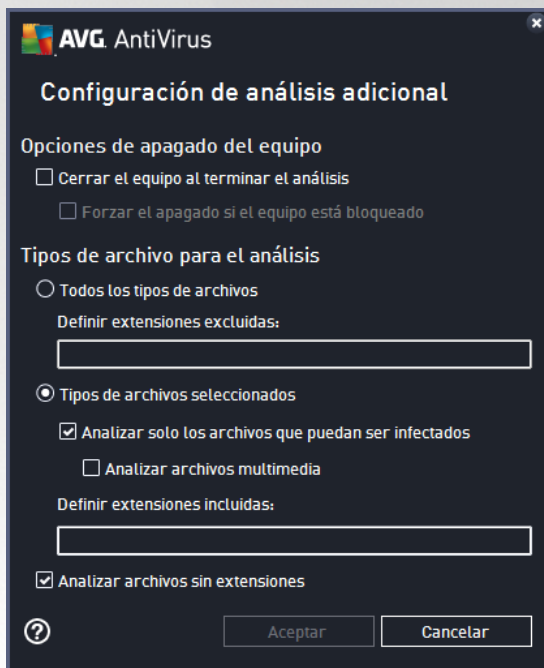 AVG. AntiVirus
Configuración de análisis adicional
Opciones de apagado del equipo
Cerrar el equipo al terminar el análisis
Forzar el apagado si el equipo está bloqueado
Tipos de archivo para el análisis
Todos los tipos de archivos
Definir extensiones excluidas:
Tipos de archivos seleccionados
Analizar solo los archivos que puedan ser infectados
Analizar archivos multimedia
Definir extensiones incluidas:
Analizar archivos sin extensiones
?
Aceptar
Cancelar